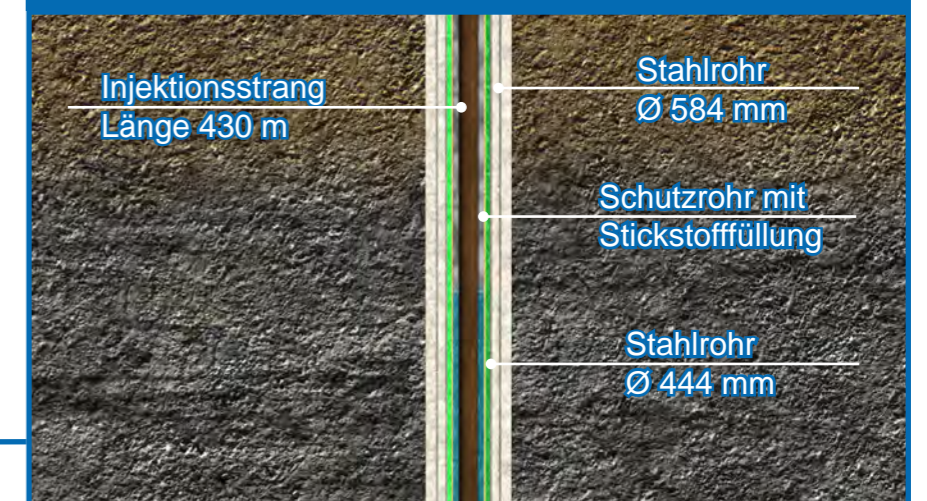 Injektionsstrang
Länge 430 m
Stahlrohr
Ø 584 mm
Schutzrohr mit
Stickstofffüllung
Stahlrohr
Ø 444 mm